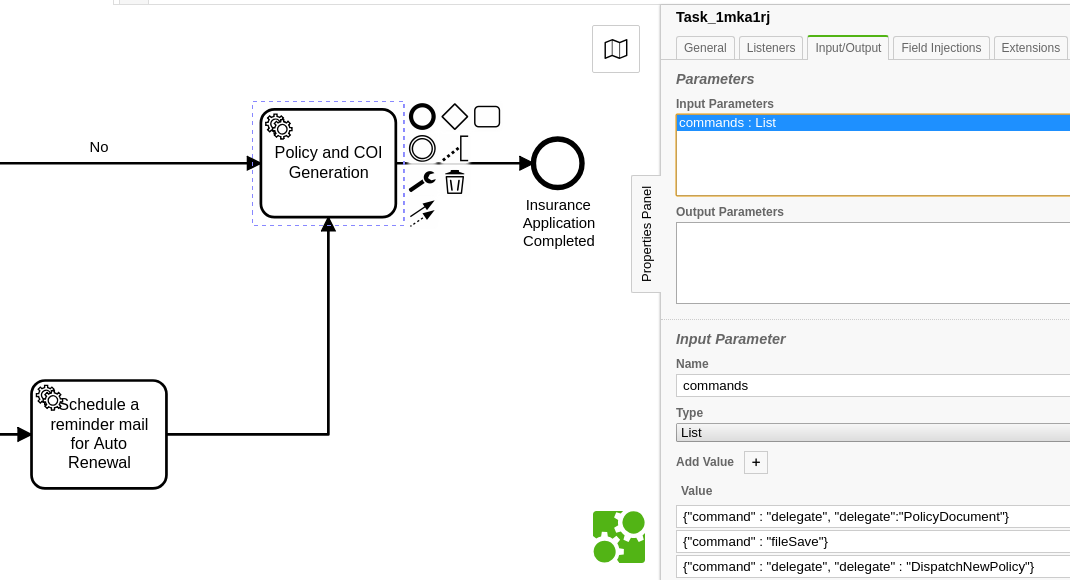 No
Policy and COI
Generation
Insurance
Application
Completed
Schedule a
reminder mail
for Auto
Renewal
Properties Panel
Task_1mka1rj
General
Listeners
Input/Output
Field Injections
Extensions
Parameters
Input Parameters
commands : List
Output Parameters
Input Parameter
Name
commands
Type
List
Add Value +
Value
{"command" : "delegate", "delegate":"PolicyDocument"}
{"command" : "fileSave"}
{"command" : "delegate", "delegate" : "DispatchNewPolicy"}